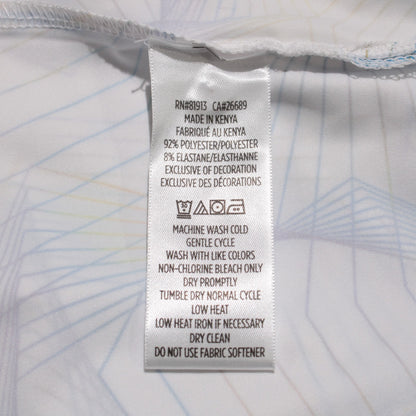 RN#81913 CA#26689
MADE IN KENYA
FABRIQUÉ AU KENYA
92% POLYESTER/POLYESTER
8% ELASTANE/ELASTHANNE
EXCLUSIVE OF DECORATION
EXCLUSIVE DES DÉCORATIONS
MACHINE WASH COLD
GENTLE CYCLE
WASH WITH LIKE COLORS
NON-CHLORINE BLEACH ONLY
DRY PROMPTLY
TUMBLE DRY NORMAL CYCLE
LOW HEAT
LOW HEAT IRON IF NECESSARY
DRY CLEAN
DO NOT USE FABRIC SOFTENER